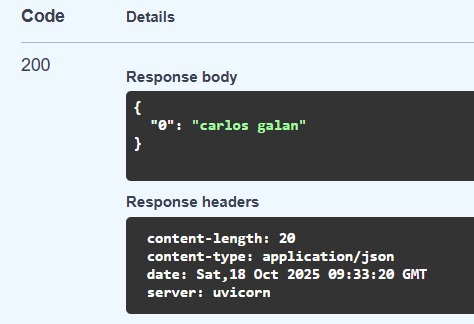 Code Details
200
Response body
{
"0": "carlos galan"
}
Response headers
content-length: 20
content-type: application/json
date: Sat,18 Oct 2025 09:33:20 GMT
server: uvicorn